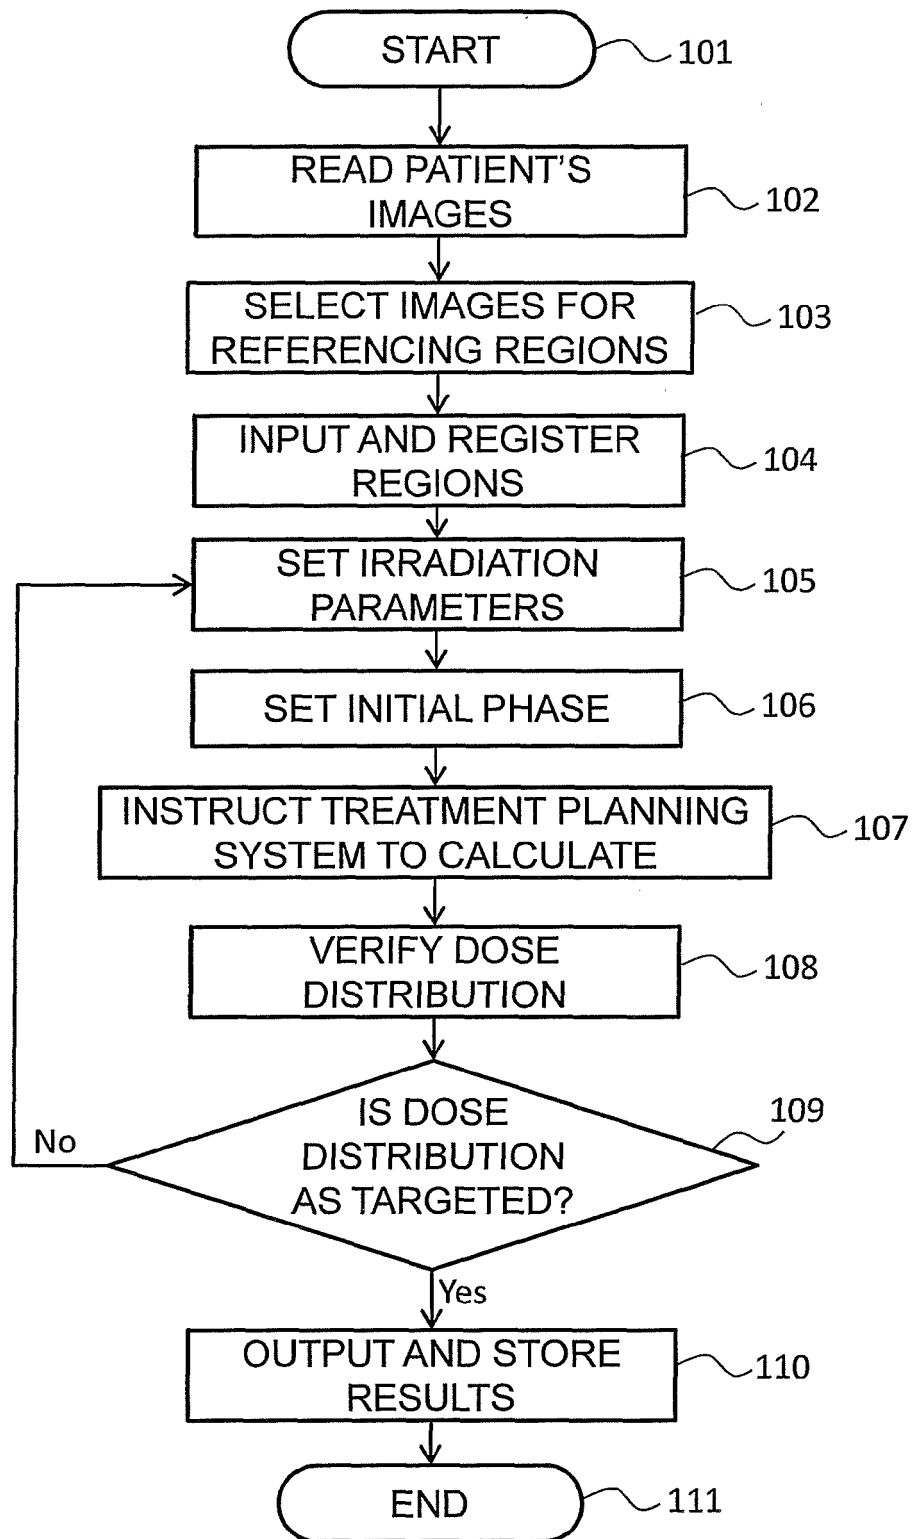 START
101
READ PATIENT'S
IMAGES
102
SELECT IMAGES FOR
REFERENCING REGIONS
103
INPUT AND REGISTER
REGIONS
104
SET IRRADIATION
PARAMETERS
105
SET INITIAL PHASE
106
INSTRUCT TREATMENT PLANNING
SYSTEM TO CALCULATE
107
VERIFY DOSE
DISTRIBUTION
108
IS DOSE
DISTRIBUTION
AS TARGETED?
109
No
Yes
OUTPUT AND STORE
RESULTS
110
END
111